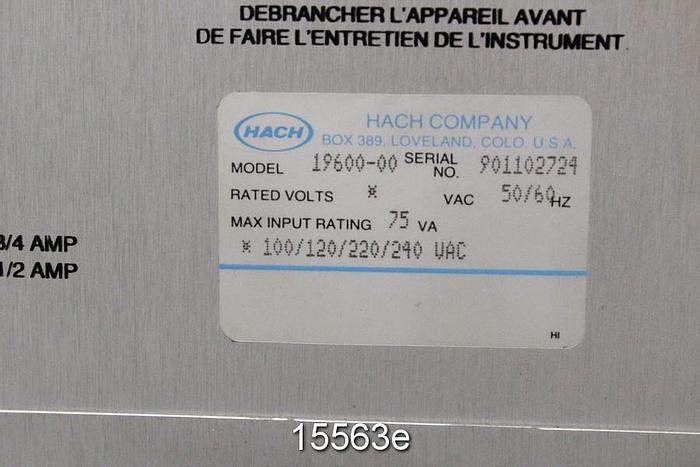 DEBRANCHER L'APPAREIL AVANT
DE FAIRE L'ENTRETIEN DE L'INSTRUMENT.
HACH
HACH COMPANY
BOX 389, LOVELAND, COLO. U.S.A.
MODEL 19600-00 SERIAL NO. 901102724
RATED VOLTS * VAC 50/60 HZ
MAX INPUT RATING 75 VA
* 100/120/220/240 VAC
3/4 AMP
1/2 AMP
HI
15563e